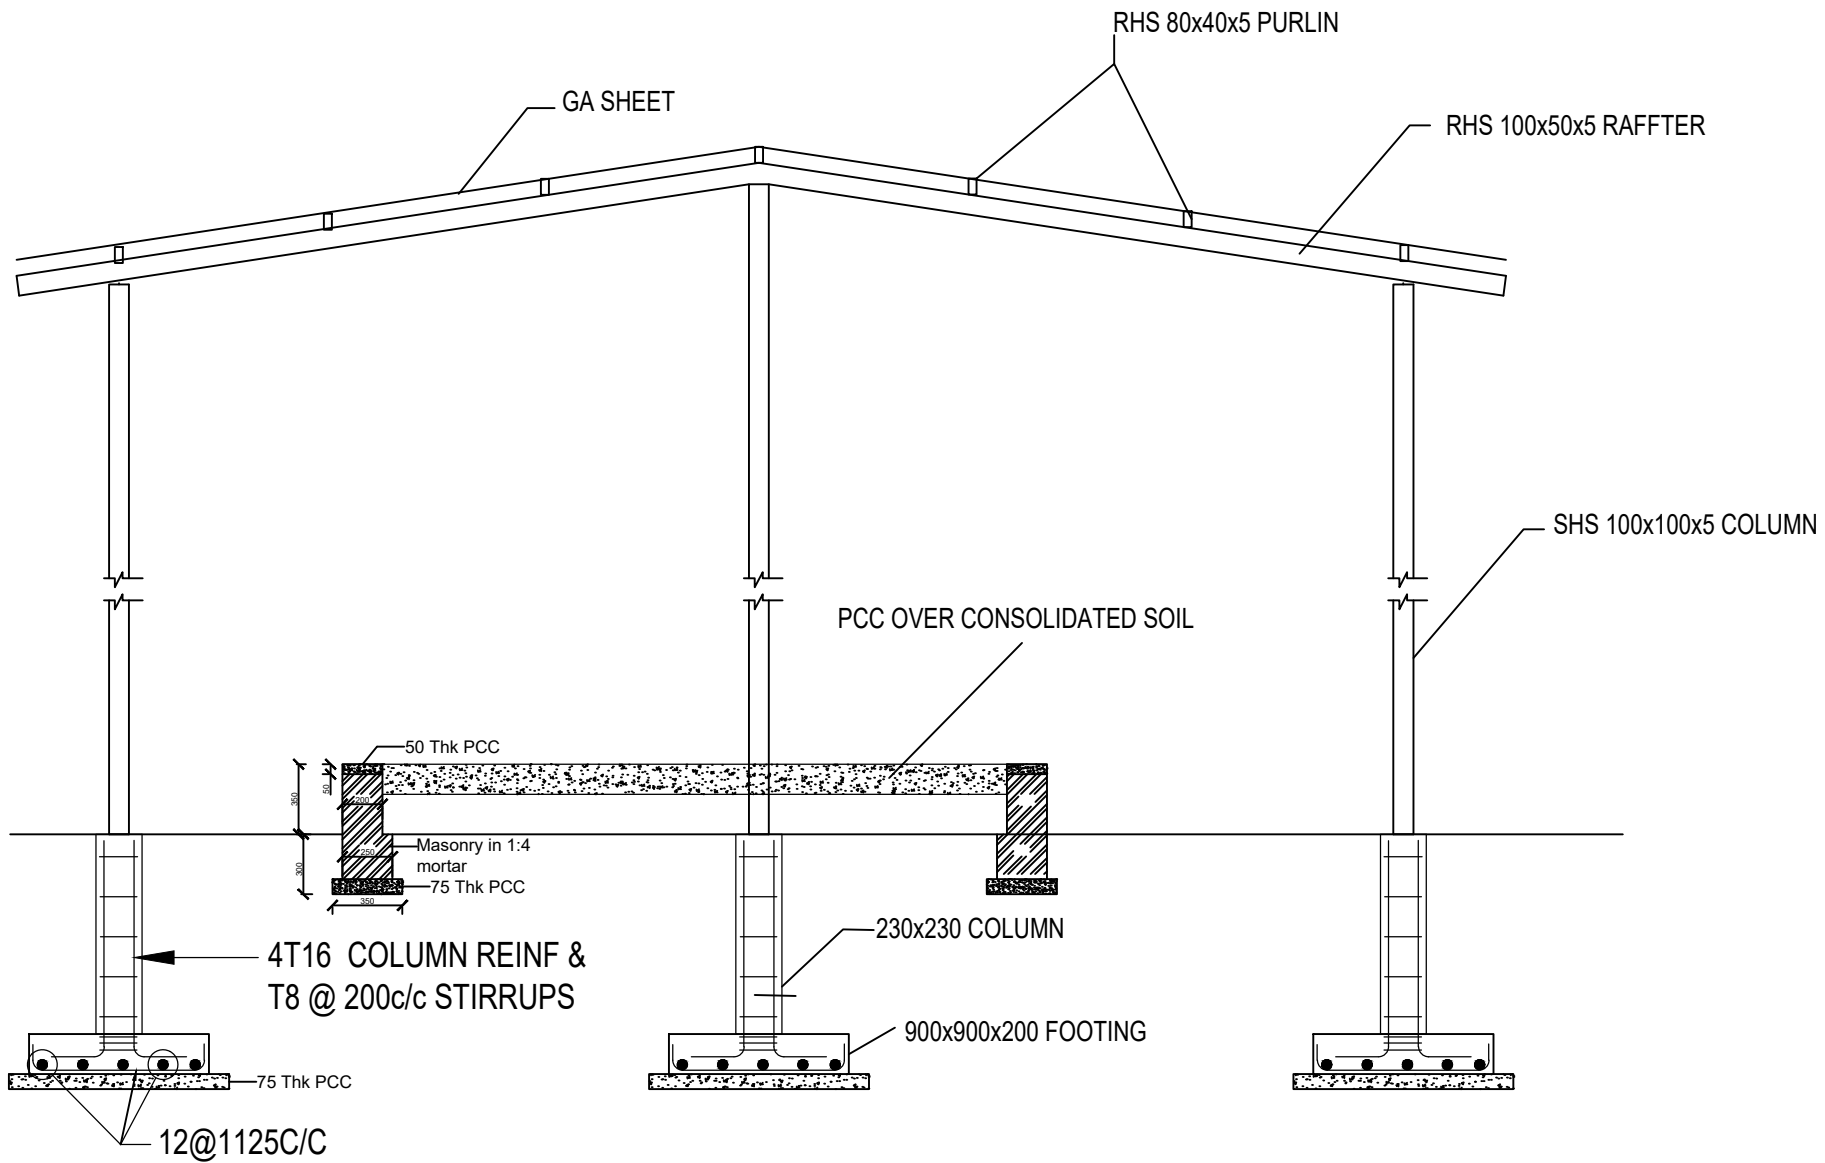 RHS 80x40x5 PURLIN
GA SHEET
RHS 100x50x5 RAFFTER
SHS 100x100x5 COLUMN
PCC OVER CONSOLIDATED SOIL
50 Thk PCC
50
350
200
Masonry in 1:4
mortar
250
300
75 Thk PCC
350
230x230 COLUMN
4T16 COLUMN REINF &
T8 @ 200c/c STIRRUPS
900x900x200 FOOTING
75 Thk PCC
12@1125C/C